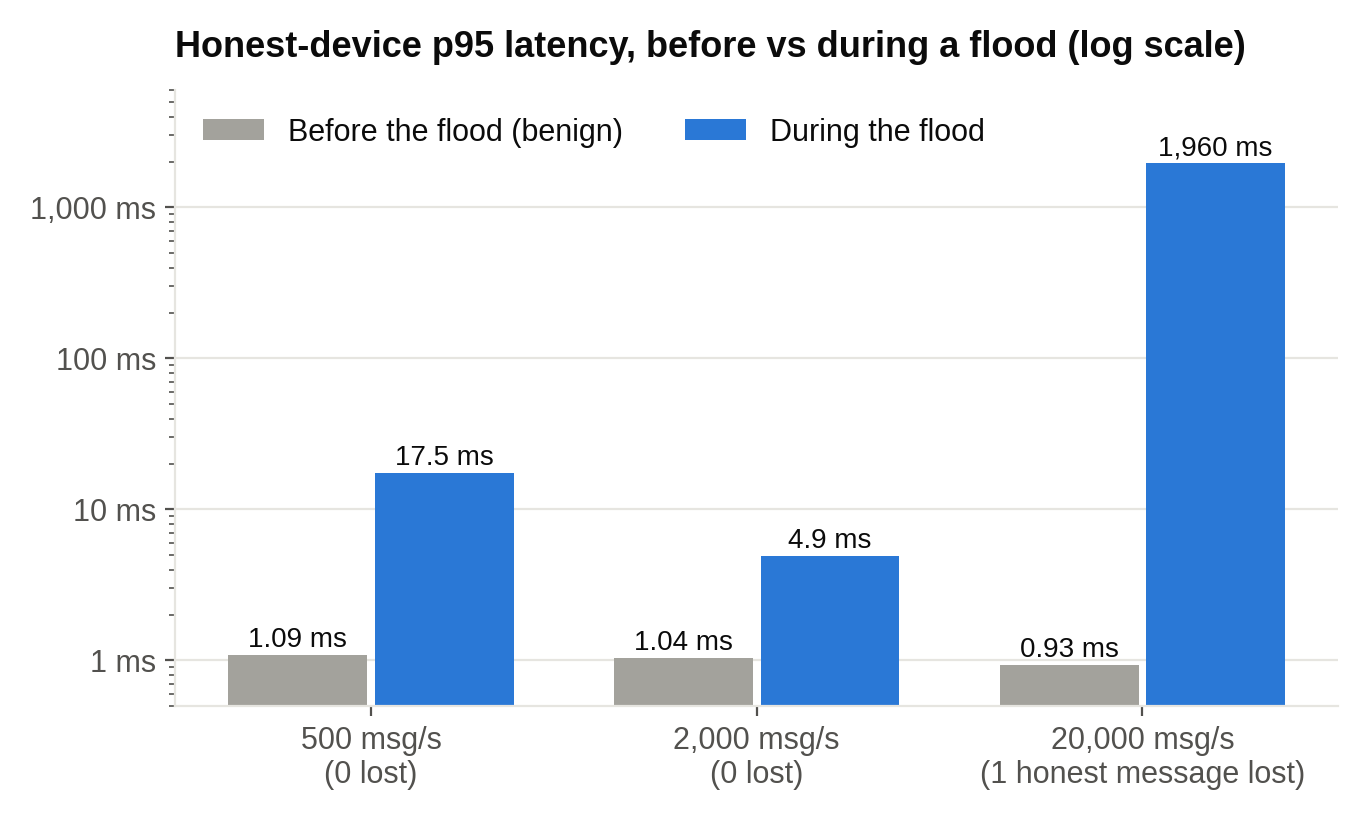 Honest-device p95 latency, before vs during a flood (log scale)
Before the flood (benign)
During the flood
1,960 ms
1,000 ms
100 ms
17.5 ms
10 ms
4.9 ms
1.09 ms
1.04 ms
0.93 ms
1 ms
500 msg/s
(0 lost)
2,000 msg/s
(0 lost)
20,000 msg/s
(1 honest message lost)